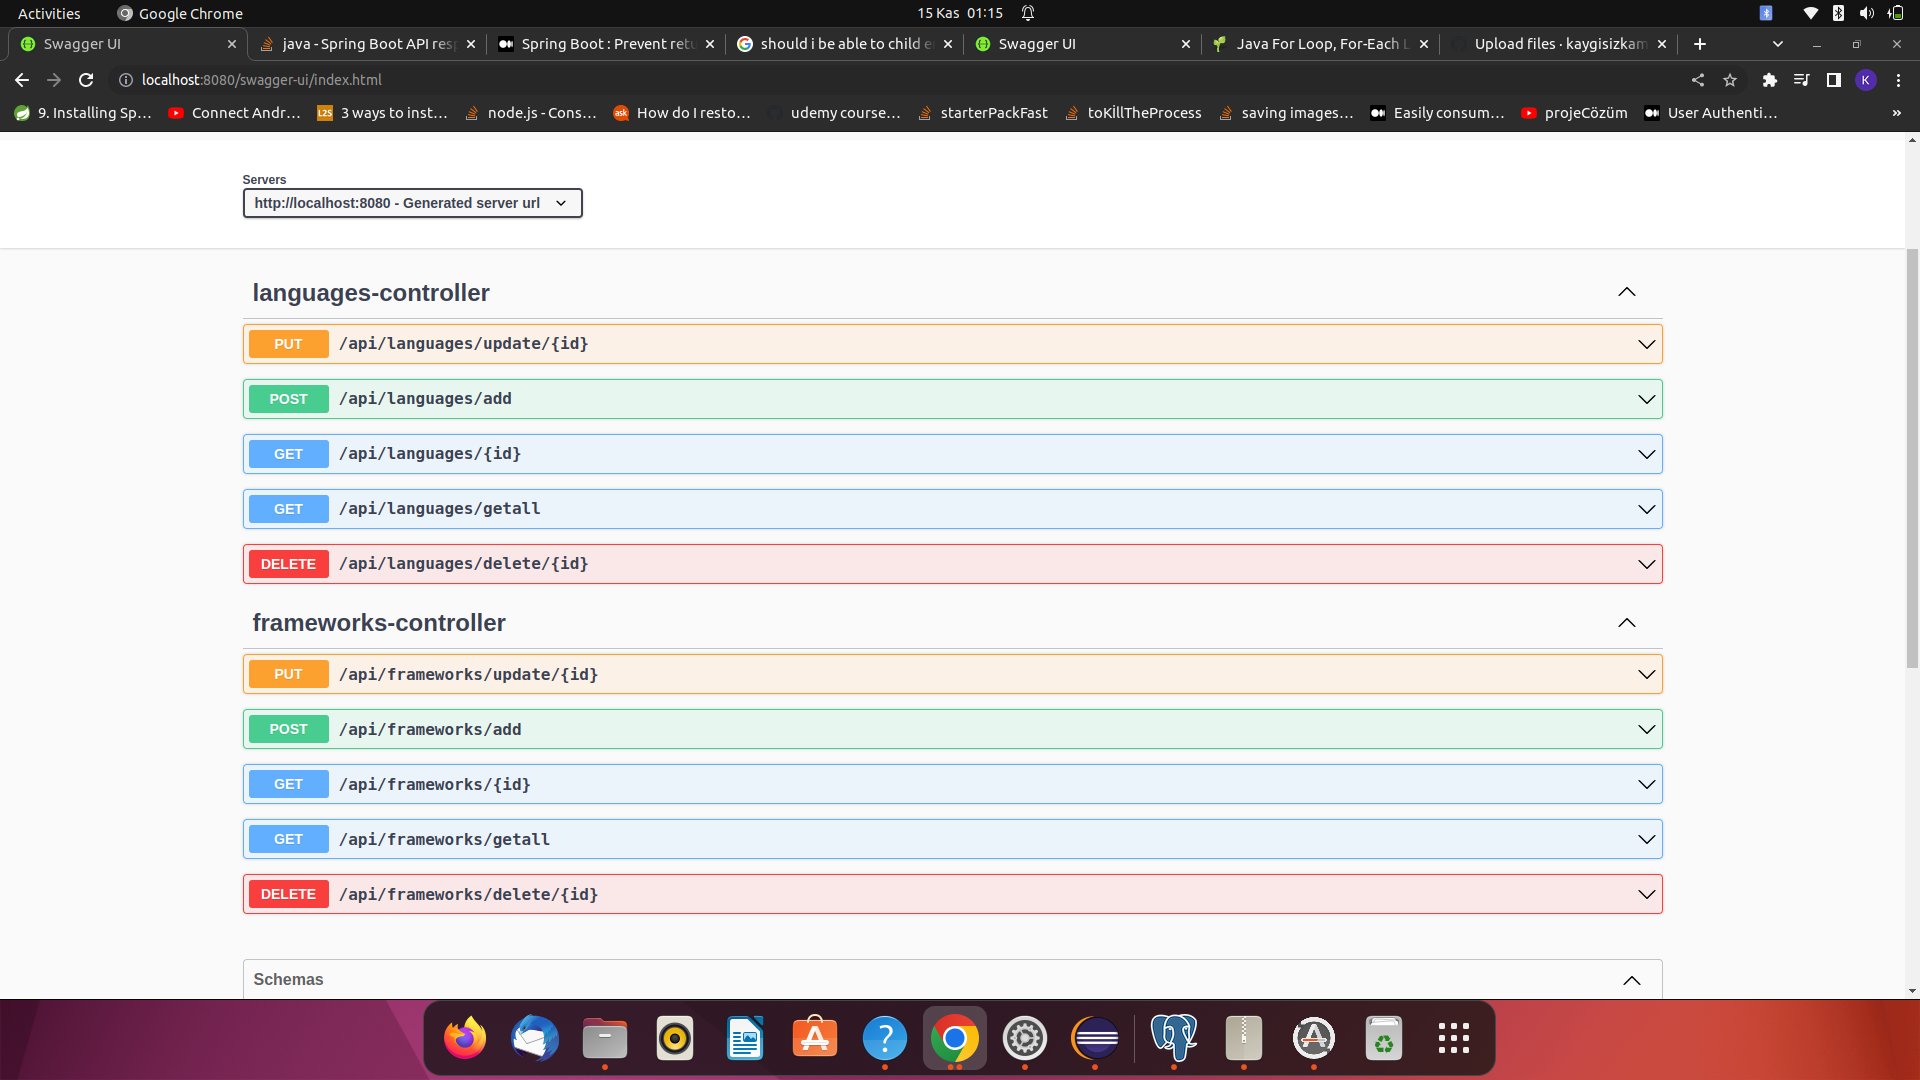 Activities Google Chrome 15 Kas 01:15
Swagger UI java - Spring Boot API resp Spring Boot : Prevent retu should i be able to child e Swagger UI Java For Loop, For-Each L Upload files · kaygisizkam
localhost:8080/swagger-ui/index.html K
9. Installing Sp... Connect Andr... L2S 3 ways to inst... node.js - Cons... ask How do I resto... udemy course... starterPackFast toKİllTheProcess saving images... Easily consum... projeCözüm User Authenti... »
Servers
http://localhost:8080 - Generated server url
languages-controller
PUT /api/languages/update/{id}
POST /api/languages/add
GET /api/languages/{id}
GET /api/languages/getall
DELETE /api/languages/delete/{id}
frameworks-controller
PUT /api/frameworks/update/{id}
POST /api/frameworks/add
GET /api/frameworks/{id}
GET /api/frameworks/getall
DELETE /api/frameworks/delete/{id}
Schemas